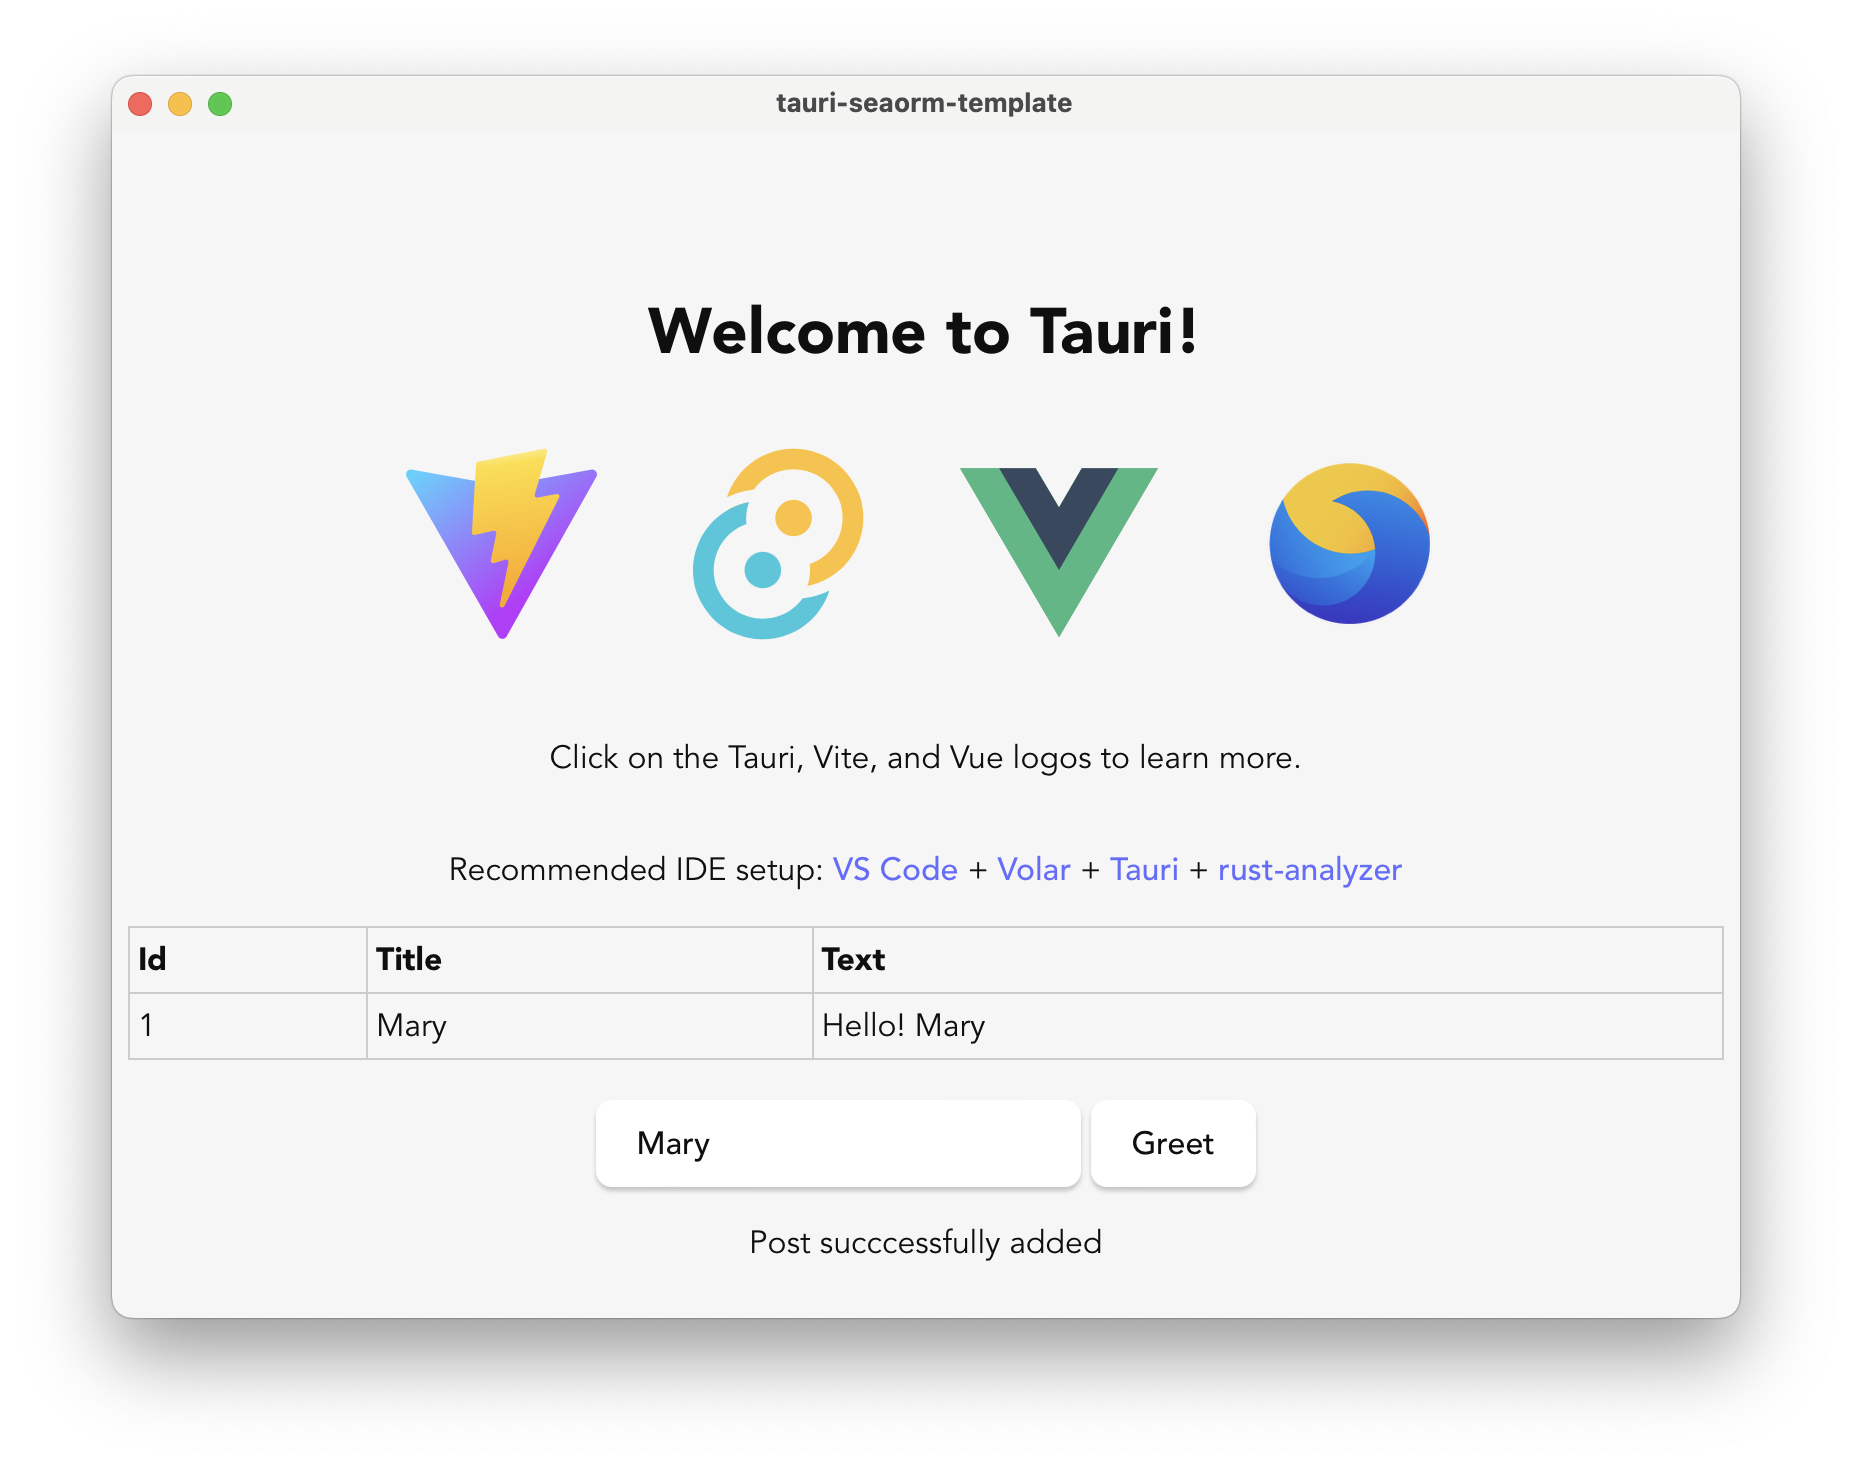 tauri-seaorm-template
Welcome to Tauri!
Click on the Tauri, Vite, and Vue logos to learn more.
Recommended IDE setup: VS Code + Volar + Tauri + rust-analyzer
Id Title Text
1 Mary Hello! Mary
Mary Greet
Post succcessfully added